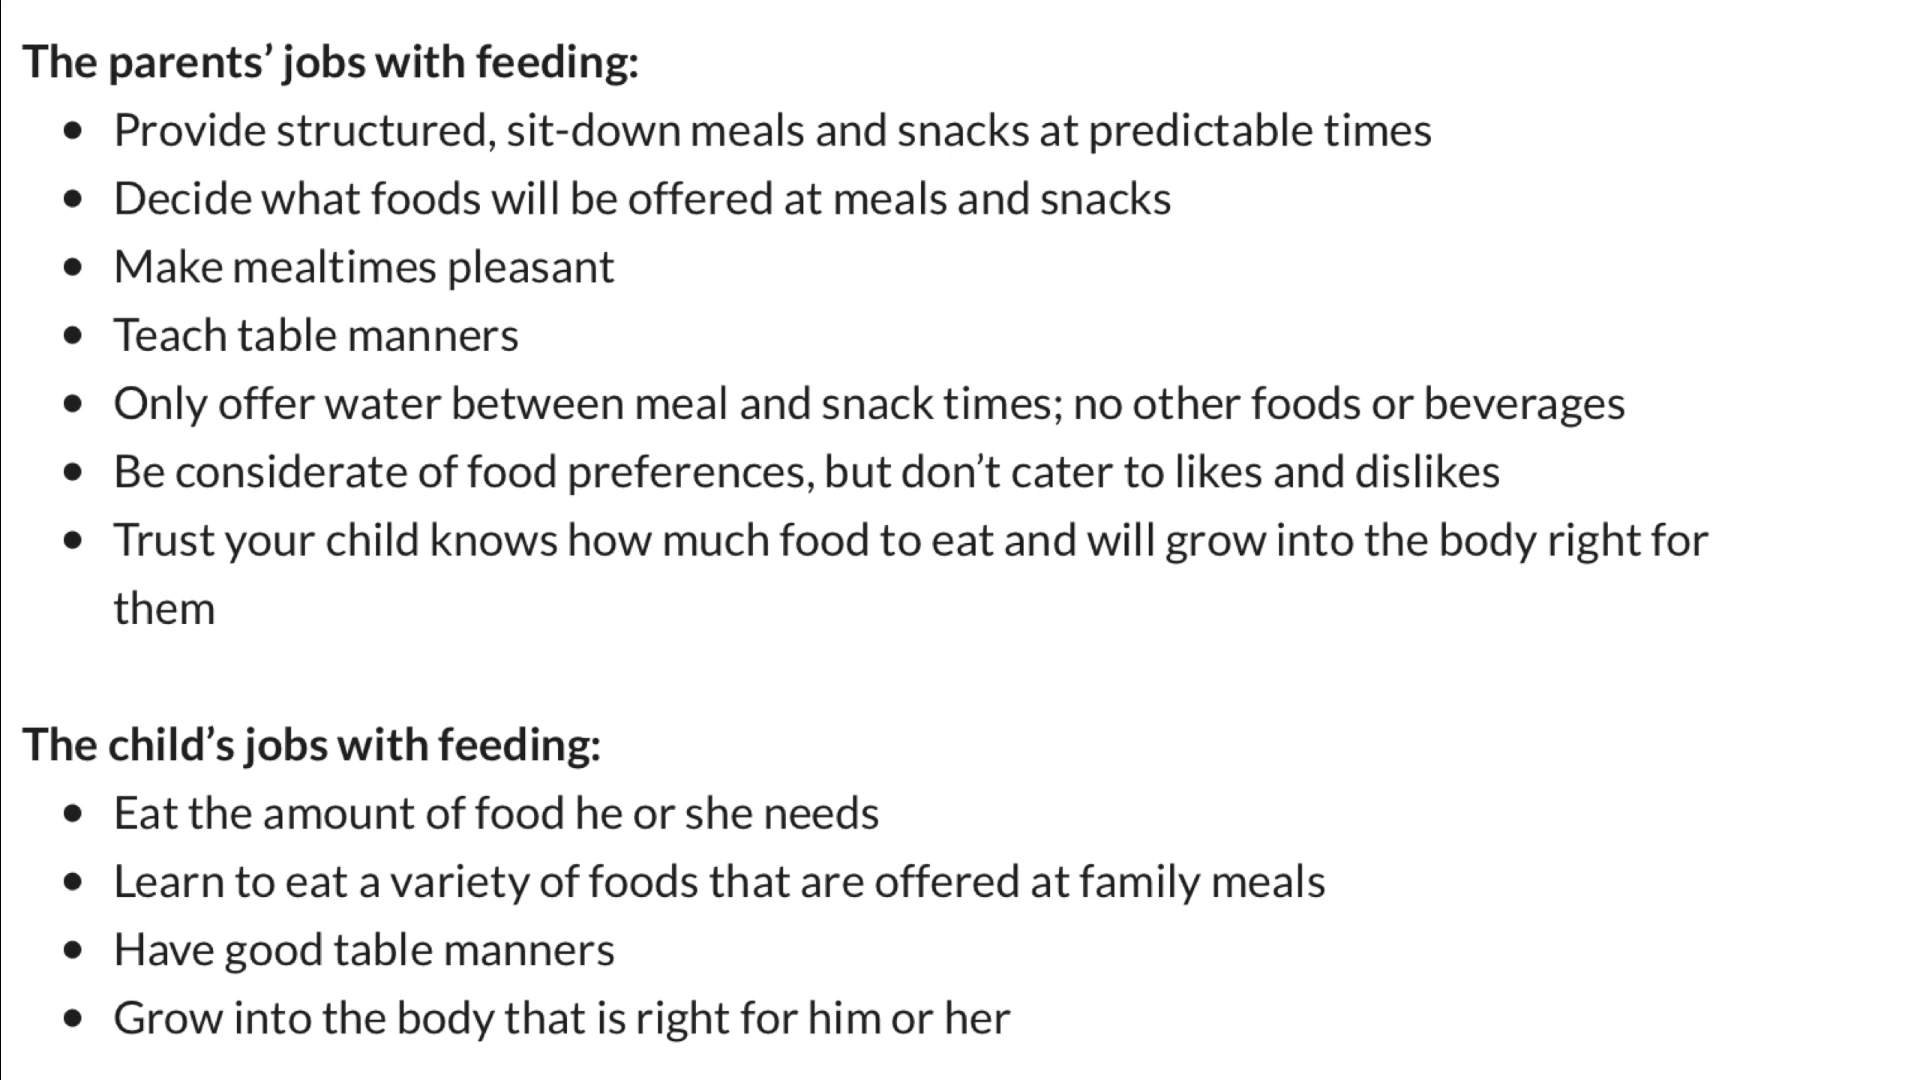 The parents’ jobs with feeding:
• Provide structured, sit-down meals and snacks at predictable times
• Decide what foods will be offered at meals and snacks
• Make mealtimes pleasant
• Teach table manners
• Only offer water between meal and snack times; no other foods or beverages
• Be considerate of food preferences, but don’t cater to likes and dislikes
• Trust your child knows how much food to eat and will grow into the body right for
them
The child’s jobs with feeding:
• Eat the amount of food he or she needs
• Learn to eat a variety of foods that are offered at family meals
• Have good table manners
• Grow into the body that is right for him or her